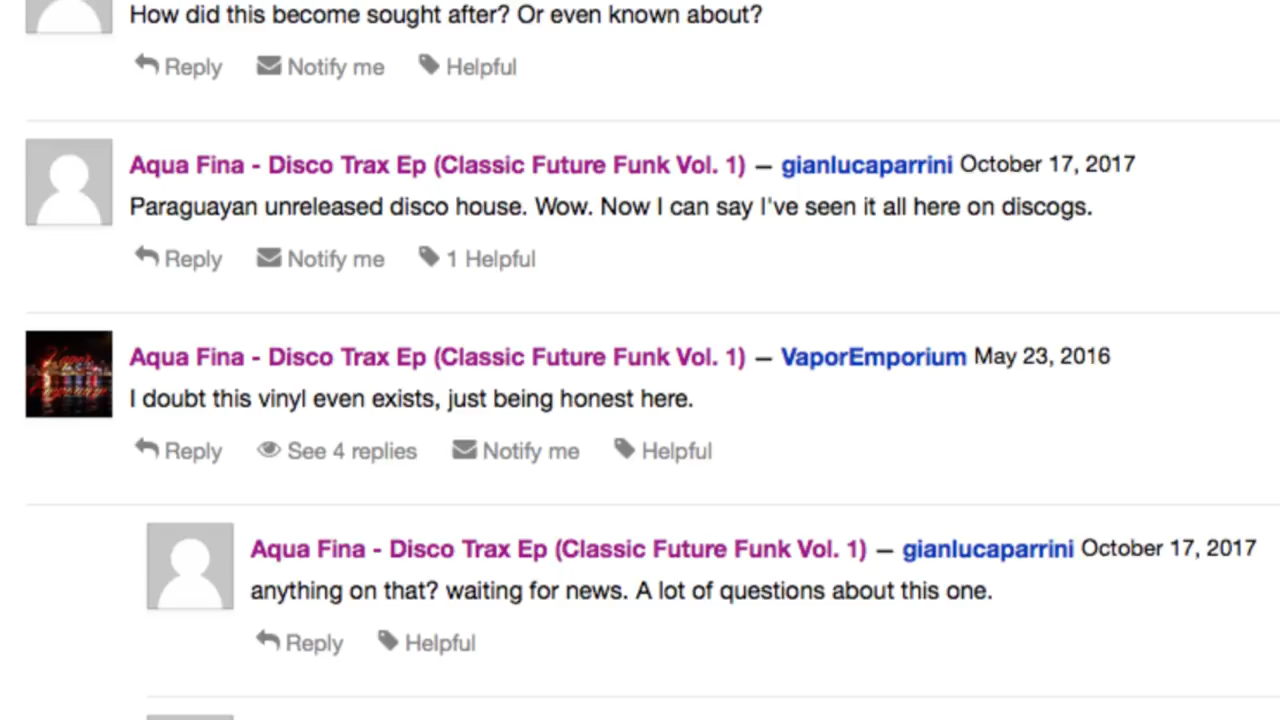 How did this become sought after? Or even known about?
Reply Notify me Helpful
Aqua Fina - Disco Trax Ep (Classic Future Funk Vol. 1) – gianlucaparrini October 17, 2017
Paraguayan unreleased disco house. Wow. Now I can say I've seen it all here on discogs.
Reply Notify me 1 Helpful
Aqua Fina - Disco Trax Ep (Classic Future Funk Vol. 1) – VaporEmporium May 23, 2016
I doubt this vinyl even exists, just being honest here.
Reply See 4 replies Notify me Helpful
Aqua Fina - Disco Trax Ep (Classic Future Funk Vol. 1) – gianlucaparrini October 17, 2017
anything on that? waiting for news. A lot of questions about this one.
Reply Helpful